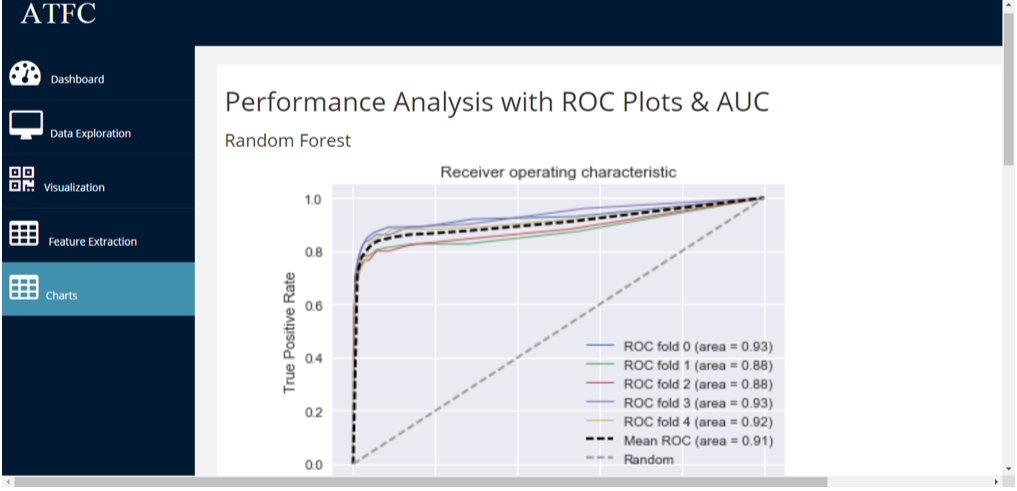 ATFC
Dashboard
Data Exploration
Visualization
Feature Extraction
Charts
Performance Analysis with ROC Plots & AUC
Random Forest
Receiver operating characteristic
True Positive Rate
1.0
0.8
0.6
0.4
0.2
0.0
ROC fold 0 (area = 0.93)
ROC fold 1 (area = 0.88)
ROC fold 2 (area = 0.88)
ROC fold 3 (area = 0.93)
ROC fold 4 (area = 0.92)
Mean ROC (area = 0.91)
Random